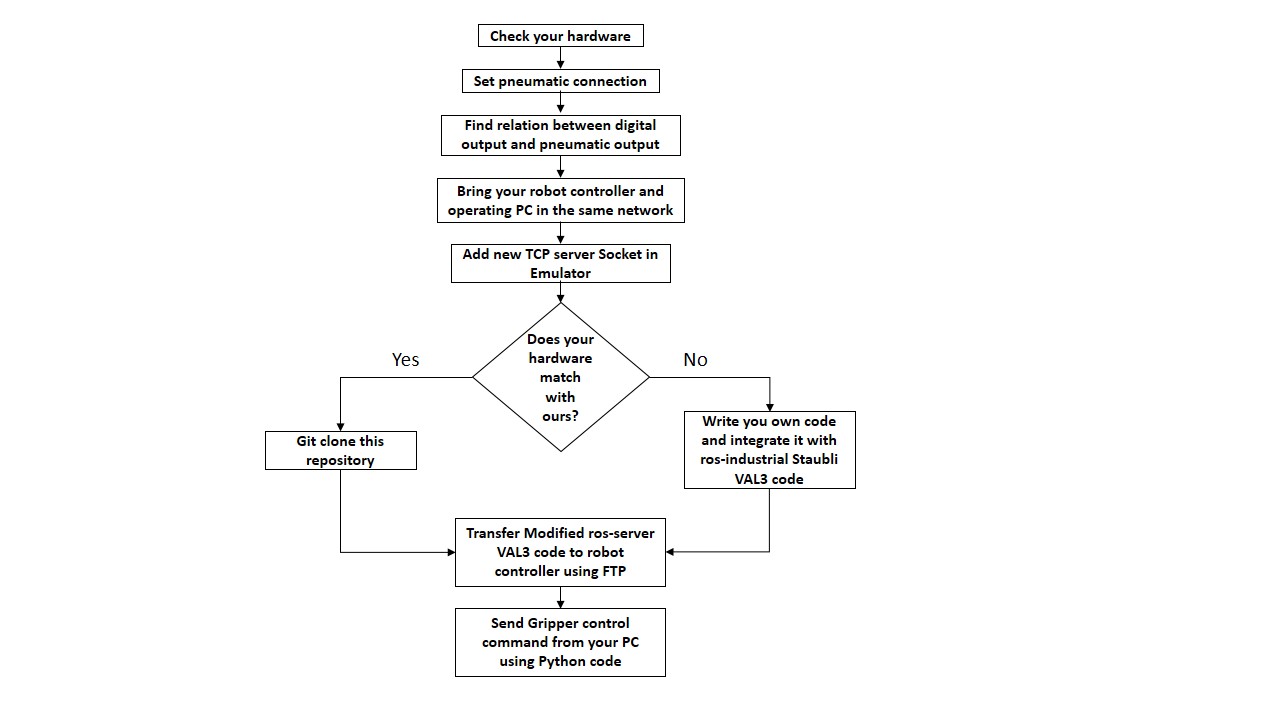 Check your hardware
Set pneumatic connection
Find relation between digital
output and pneumatic output
Bring your robot controller and
operating PC in the same network
Add new TCP server Socket in
Emulator
Does your
hardware
match
with
ours?
Yes
No
Git clone this
repository
Write you own code
and integrate it with
ros-industrial Staubli
VAL3 code
Transfer Modified ros-server
VAL3 code to robot
controller using FTP
Send Gripper control
command from your PC
using Python code